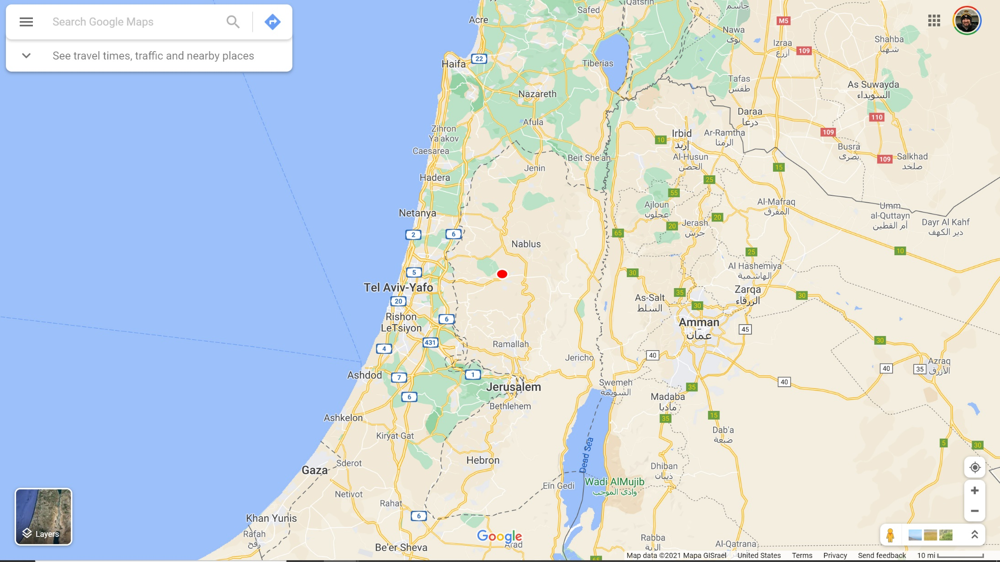 Search Google Maps
See travel times, traffic and nearby places
Acre
Safed
Qatsrin
جاسم
M5
Nawa
نوى
Izraa
ازرع
109
Shahba
شهبا
22
Haifa
Tiberias
Tafas
طفس
As Suwayda
السويداء
Nazareth
Daraa
درعا
110
Afula
Zihron
Ya'akov
Irbid
إربد
10
Ar-Ramtha
الرمثا
109
Busra
بصرى
Caesarea
Beit She'an
Al-Husun
الحصن
109
Salkhad
صلخد
Jenin
15
Hadera
25
55
Netanya
Ajloun
عجلون
Al-Mafraq
المفرق
Umm
al-Quttayn
أم القطين
20
20
Jerash
جرش
Dayr Al Kahf
دير الكهف
2
6
65
Nablus
25
10
5
30
Al Hashemiya
الهاشمية
Tel Aviv-Yafo
35
Zarqa
الزرقاء
30
20
As-Salt
السلط
30
Rishon
LeTsiyon
6
Amman
عمان
45
431
4
Ramallah
30
Jericho
40
Azraq
الأزرق
40
35
Ashdod
7
1
Swemeh
السويمة
40
Jerusalem
35
6
Madaba
مادبا
Bethlehem
Ashkelon
35
15
Kiryat Gat
Dab'a
ضبعة
5
30
Dead Sea
Hebron
Sderot
Gaza
Dhiban
ذيبان
Ein Gedi
Wadi AlMujib
وادي الموجب
Netivot
Rahat
6
Khan Yunis
Rafah
رفح
Layers
Google
Arad
Rabba
الربة
Al-Qatrana
Be'er Sheva
65
Map data ©2021 Mapa GISrael United States Terms Privacy Send feedback 10 mi